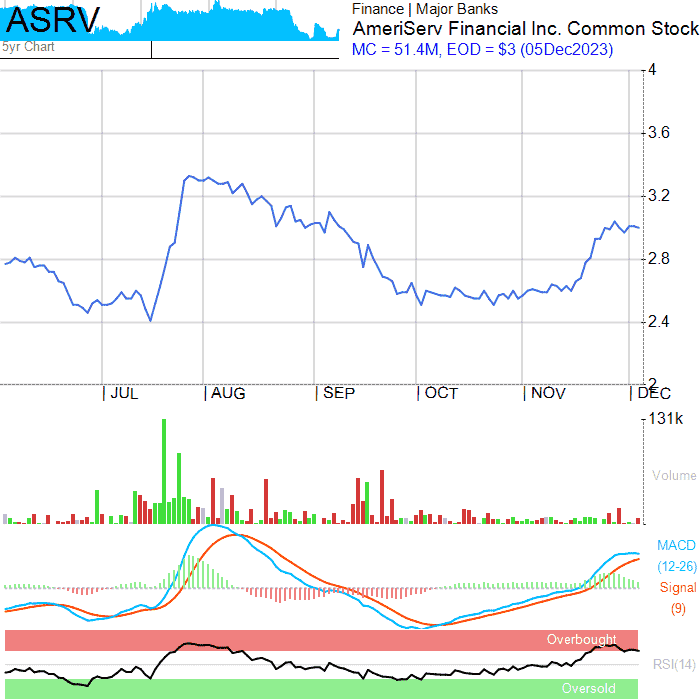 ASRV
5yr Chart
Finance | Major Banks
AmeriServ Financial Inc. Common Stock
MC = 51.4M, EOD = $3 (05Dec2023)
4
3.6
3.2
2.8
2.4
2
JUL AUG SEP OCT NOV DEC
131k
Volume
MACD
(12-26)
Signal
(9)
Overbought
RSI(14)
Oversold